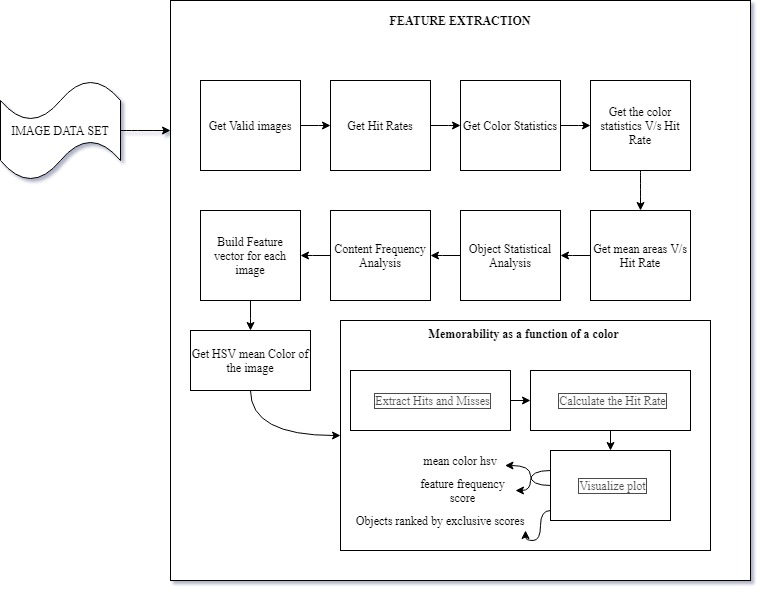 FEATURE EXTRACTION
IMAGE DATA SET
Get Valid images
Get Hit Rates
Get Color Statistics
Get the color
statistics V/s Hit
Rate
Build Feature
vector for each
image
Content Frequency
Analysis
Object Statistical
Analysis
Get mean areas V/s
Hit Rate
Get HSV mean Color of
the image
Memorability as a function of a color
Extract Hits and Misses
Calculate the Hit Rate
Visualize plot
mean color hsv
feature frequency
score
Objects ranked by exclusive scores